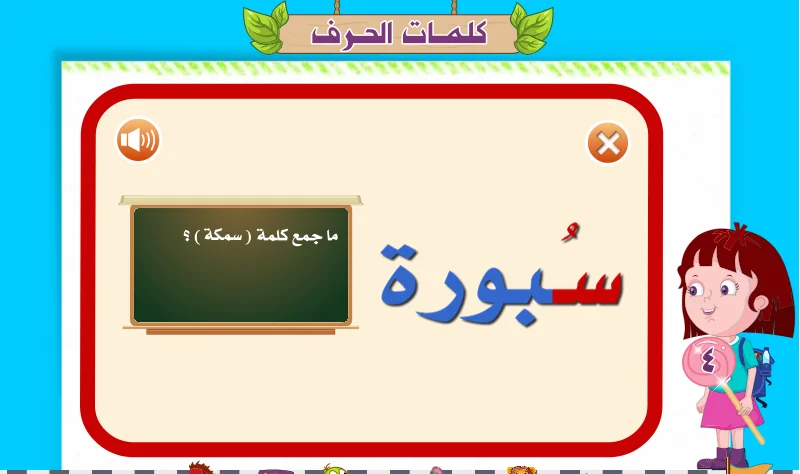 كلمات الحرف
ما جمع كلمة ( سمكة ) ؟
سُبورة
٤